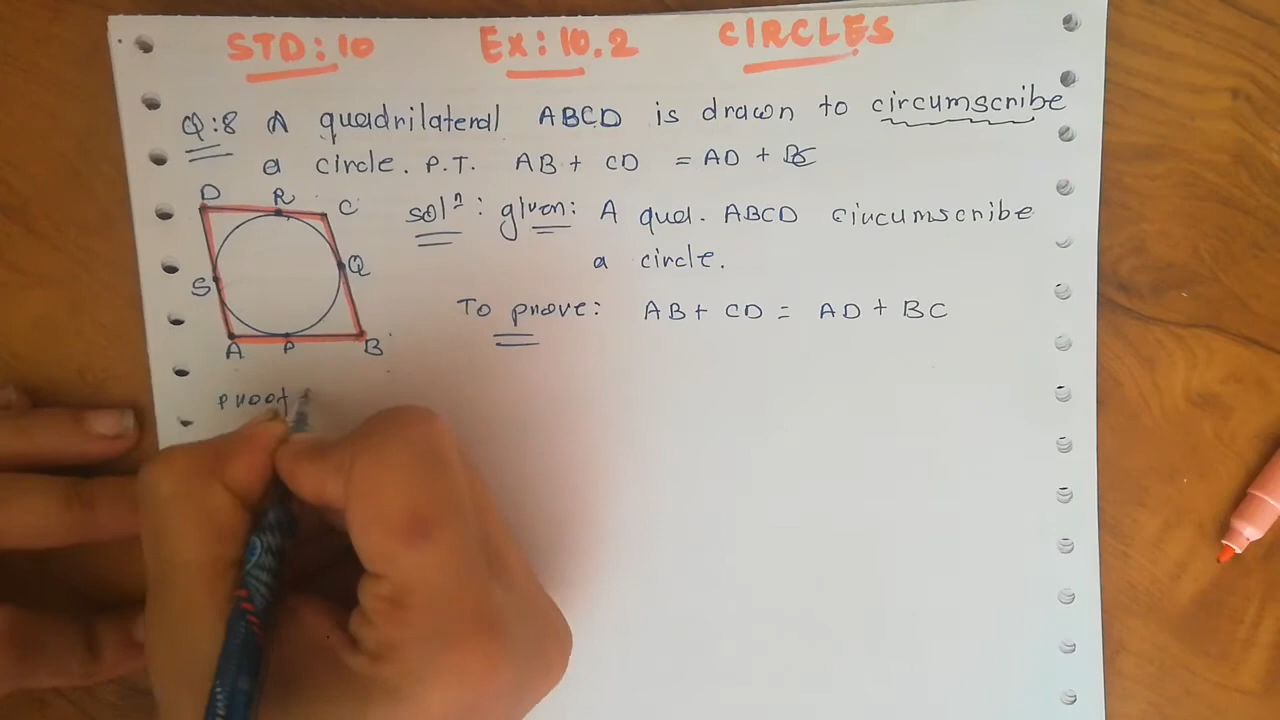 STD: 10 Ex: 10.2 CIRCLES
Q:8 A quadrilateral ABCD is drawn to circumscribe
a circle. P.T. AB + CD = AD + BC
D R C
sol^n: given: A qud. ABCD circumscribe
a circle.
S Q
To prove: AB + CD = AD + BC
A P B
proof